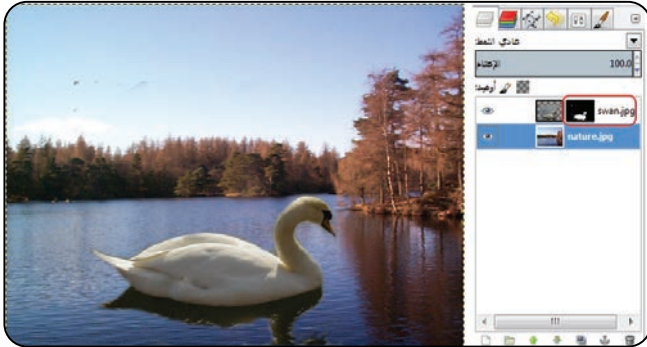 عادي النمط:
الإعتام 100.0
أوصد:
swan.jpg
nature.jpg